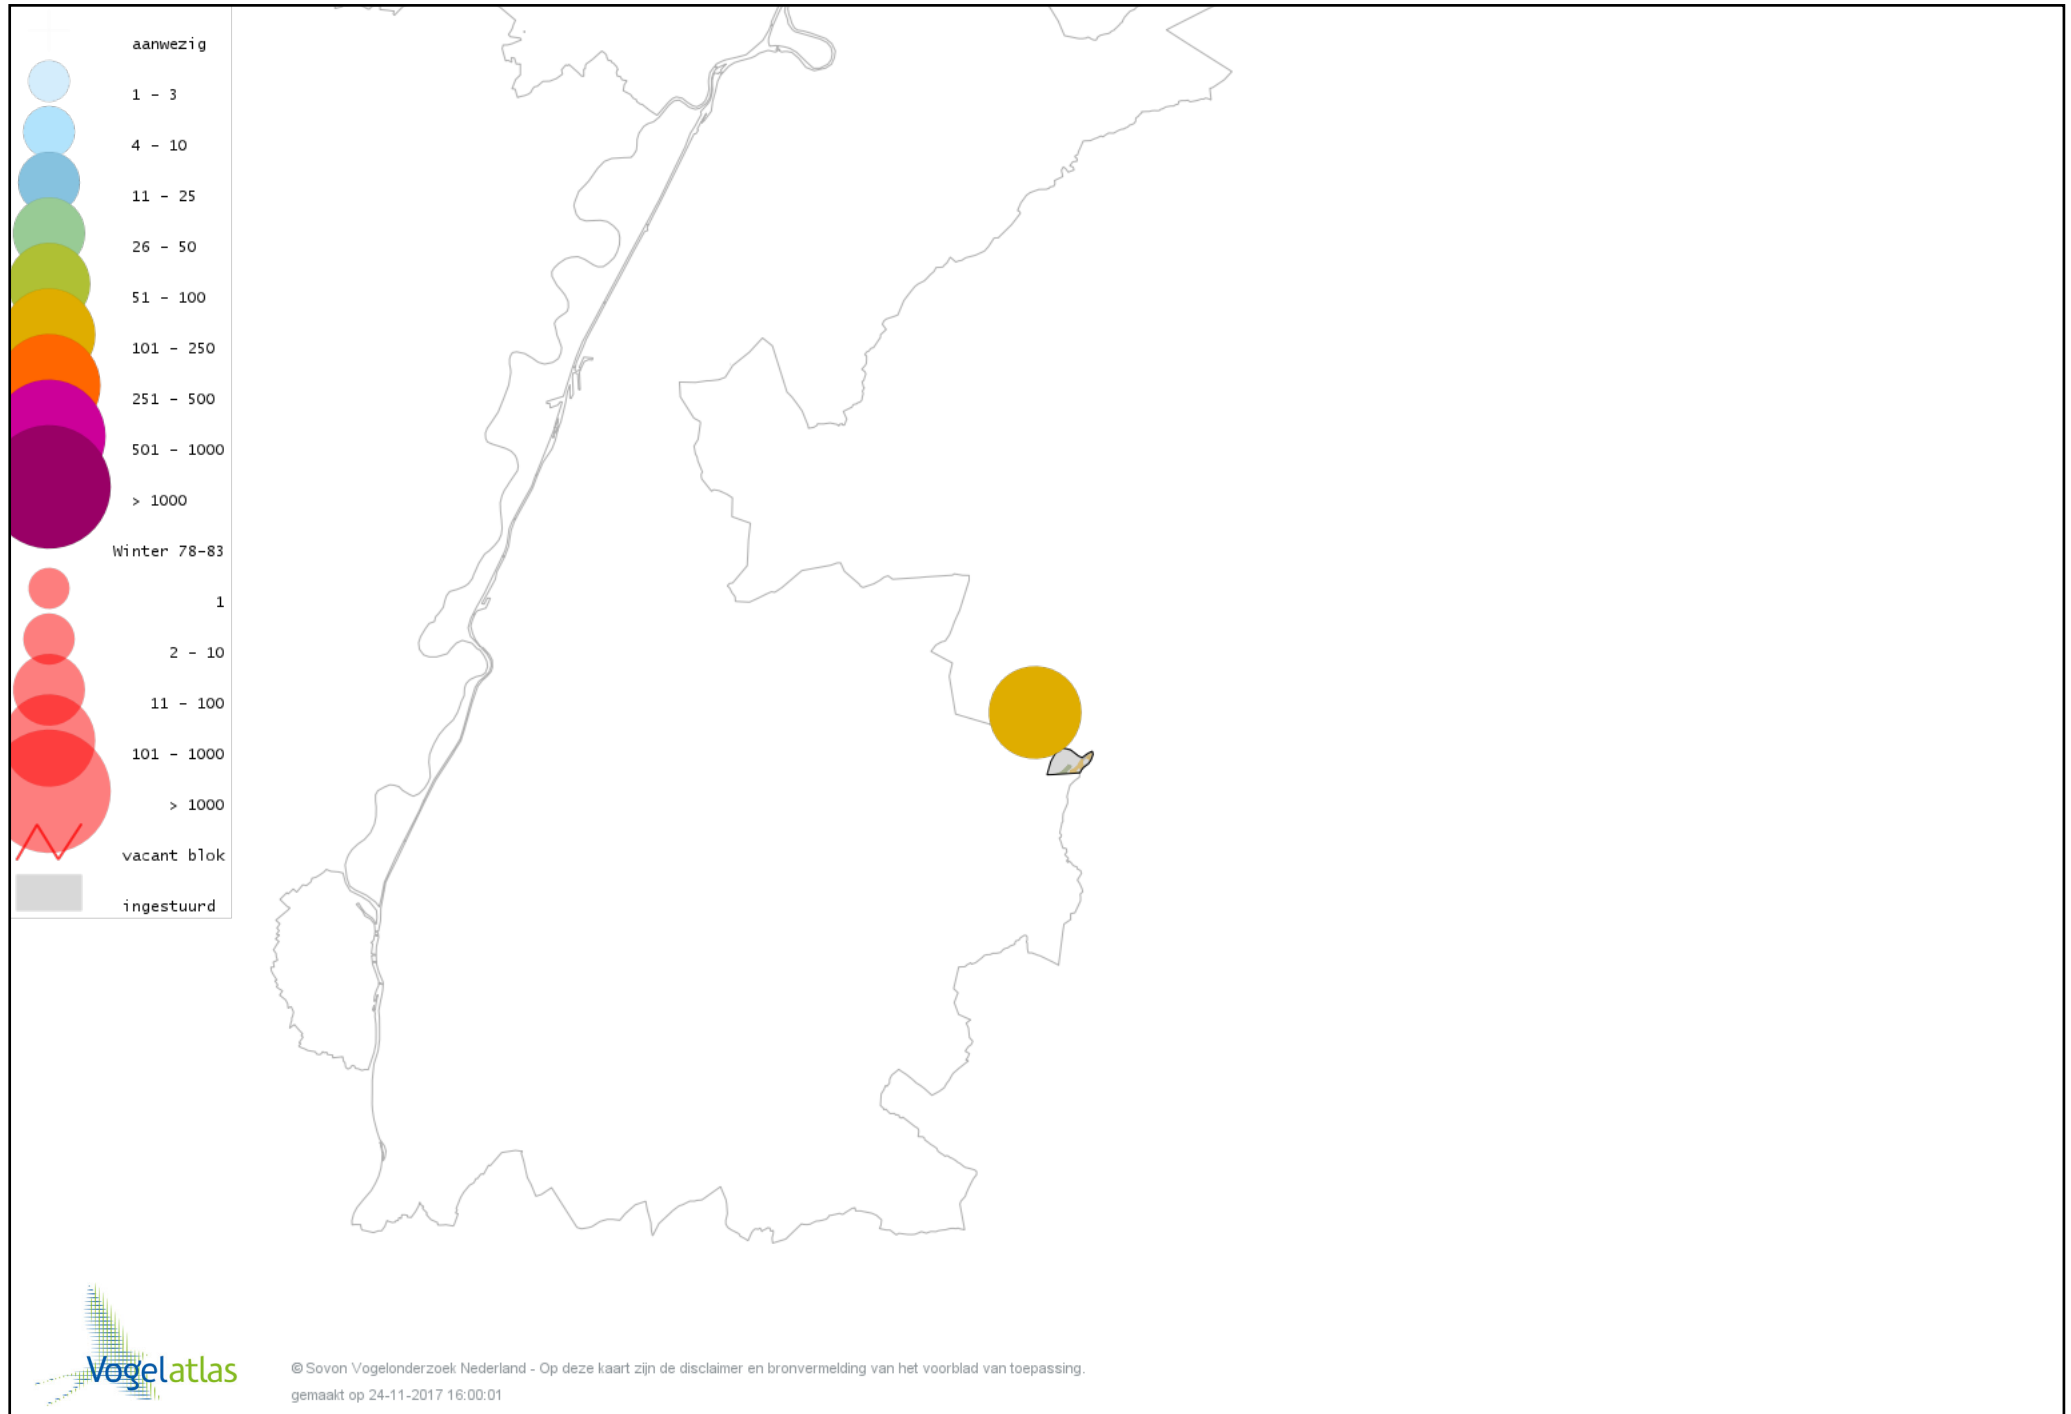 aanwezig
1 - 3
4 - 10
11 - 25
26 - 50
51 - 100
101 - 250
251 - 500
501 - 1000
> 1000
Winter 78-83
1
2 - 10
11 - 100
101 - 1000
> 1000
vacant blok
ingestuurd
Vogelatlas
© Sovon Vogelonderzoek Nederland - Op deze kaart zijn de disclaimer en bronvermelding van het voorblad van toepassing.
gemaakt op 24-11-2017 16:00:01